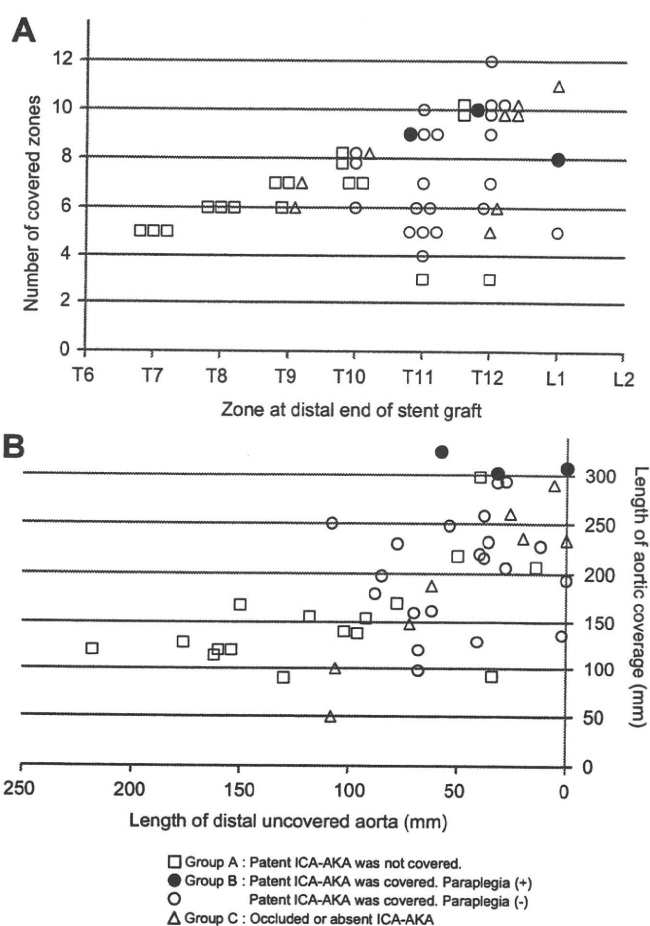 A
Number of covered zones
12
10
8
6
4
2
0
T6 T7 T8 T9 T10 T11 T12 L1 L2
Zone at distal end of stent graft
B
300
250
200
150
100
50
0
Length of aortic coverage (mm)
250 200 150 100 50 0
Length of distal uncovered aorta (mm)
Group A : Patent ICA-AKA was not covered.
Group B : Patent ICA-AKA was covered. Paraplegia (+)
Patent ICA-AKA was covered. Paraplegia (-)
Group C : Occluded or absent ICA-AKA